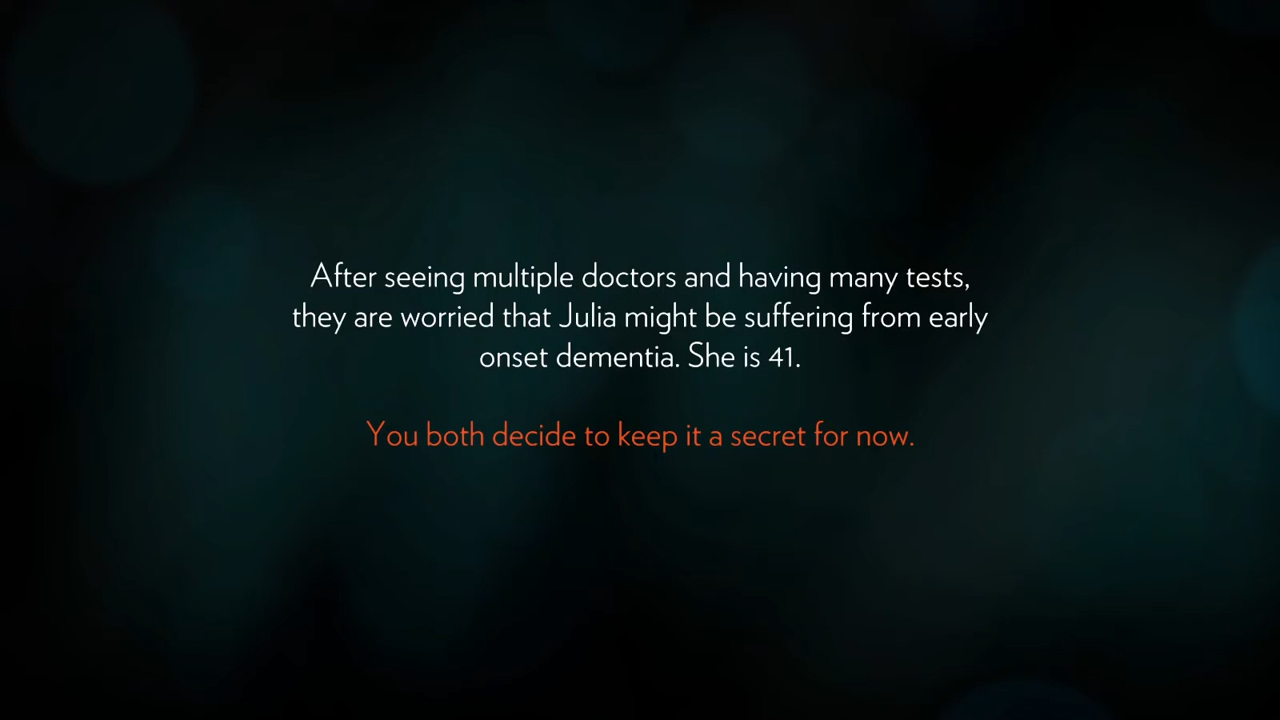 After seeing multiple doctors and having many tests,
they are worried that Julia might be suffering from early
onset dementia. She is 41.
You both decide to keep it a secret for now.